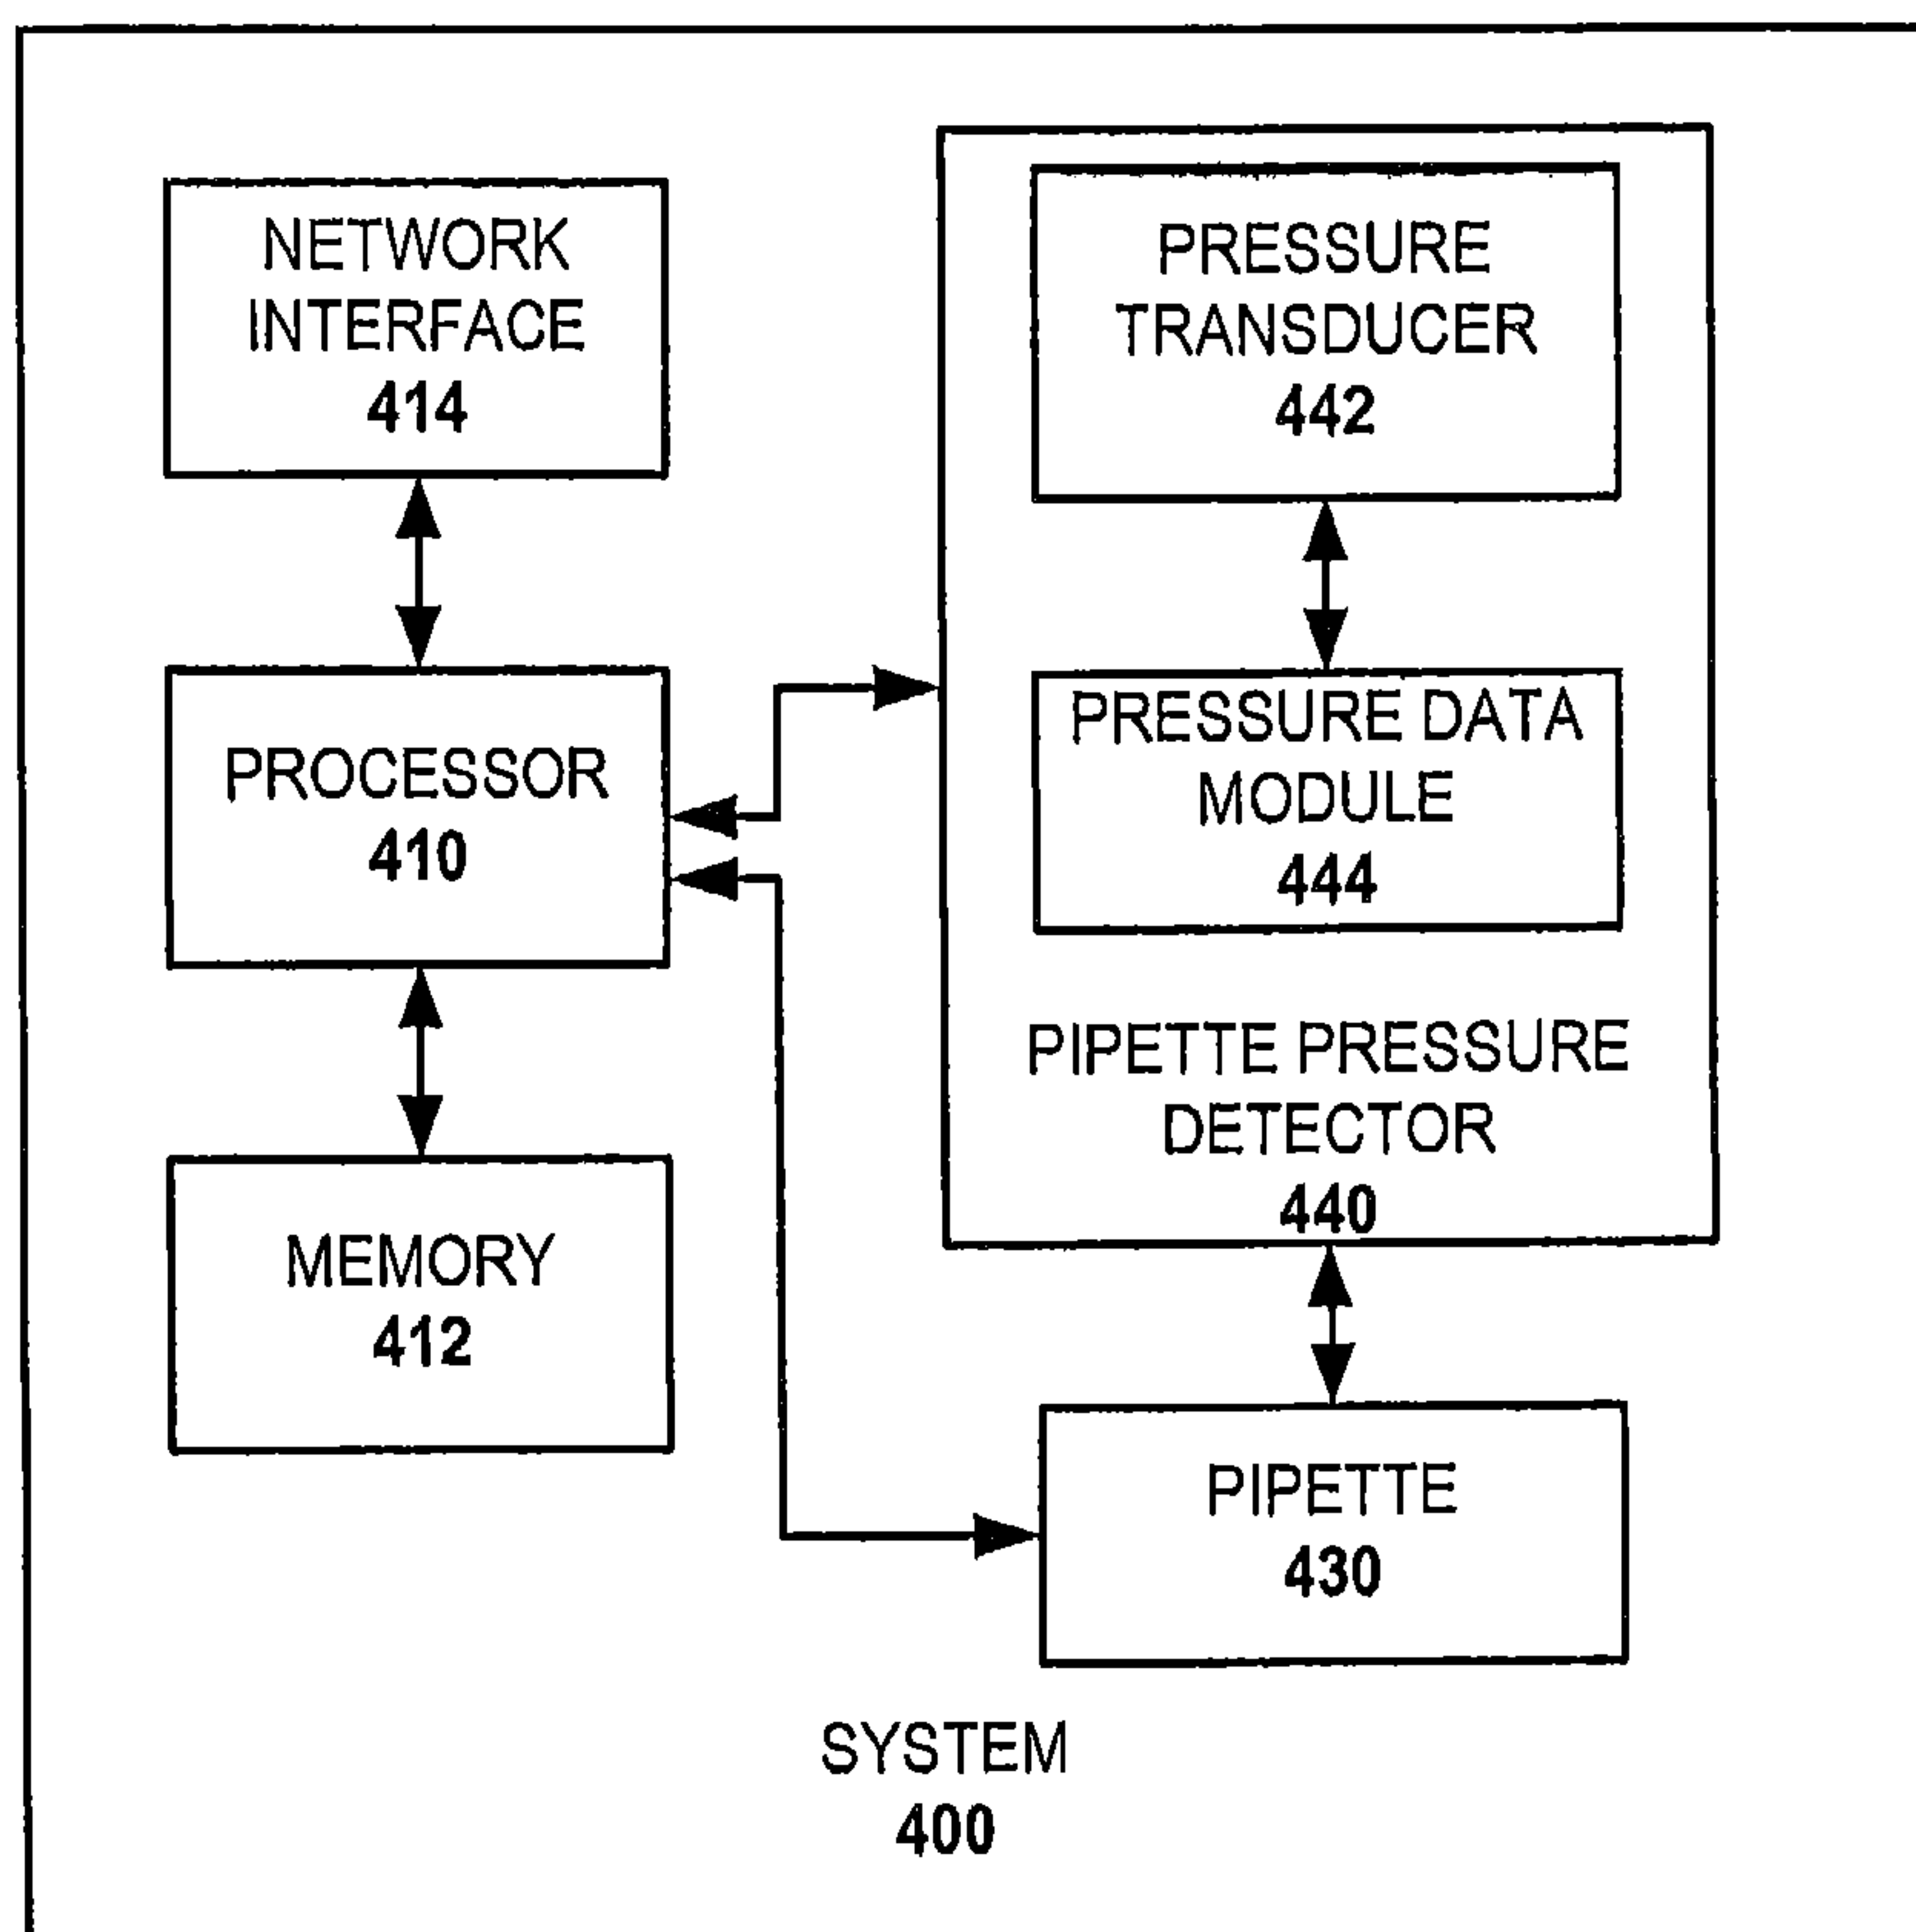 NETWORK
INTERFACE
414
PROCESSOR
410
MEMORY
412
PRESSURE
TRANSDUCER
442
PRESSURE DATA
MODULE
444
PIPETTE PRESSURE
DETECTOR
440
PIPETTE
430
SYSTEM
400